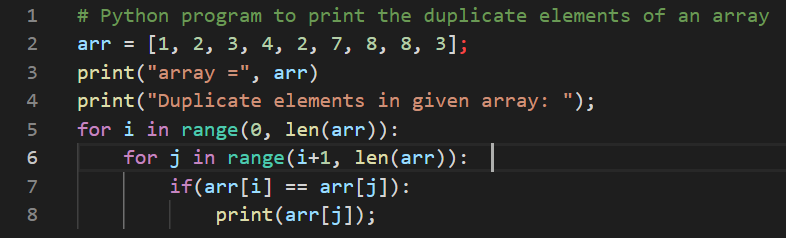 1 # Python program to print the duplicate elements of an array
2 arr = [1, 2, 3, 4, 2, 7, 8, 8, 3];
3 print("array =", arr)
4 print("Duplicate elements in given array: ");
5 for i in range(0, len(arr)):
6     for j in range(i+1, len(arr)):
7         if(arr[i] == arr[j]):
8             print(arr[j]);